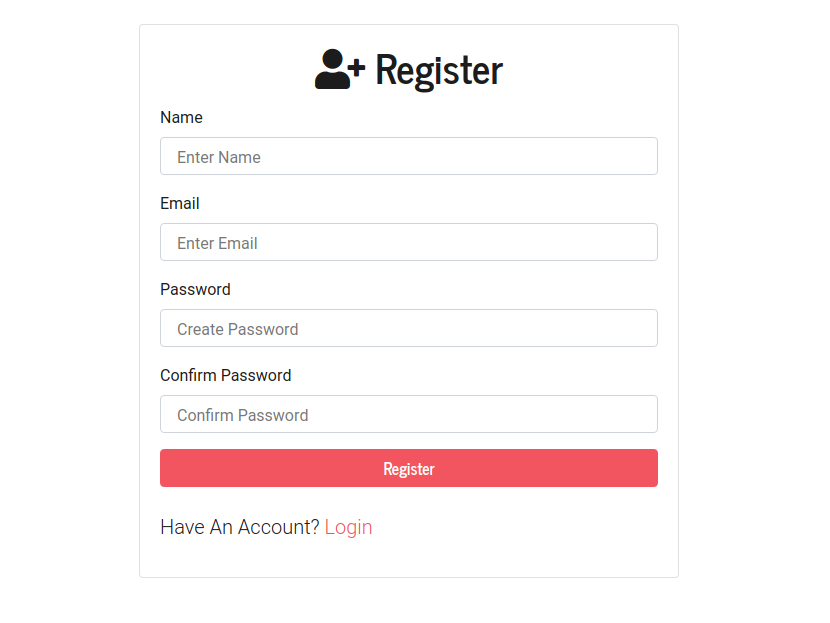 Register
Name
Enter Name
Email
Enter Email
Password
Create Password
Confirm Password
Confirm Password
Register
Have An Account? Login